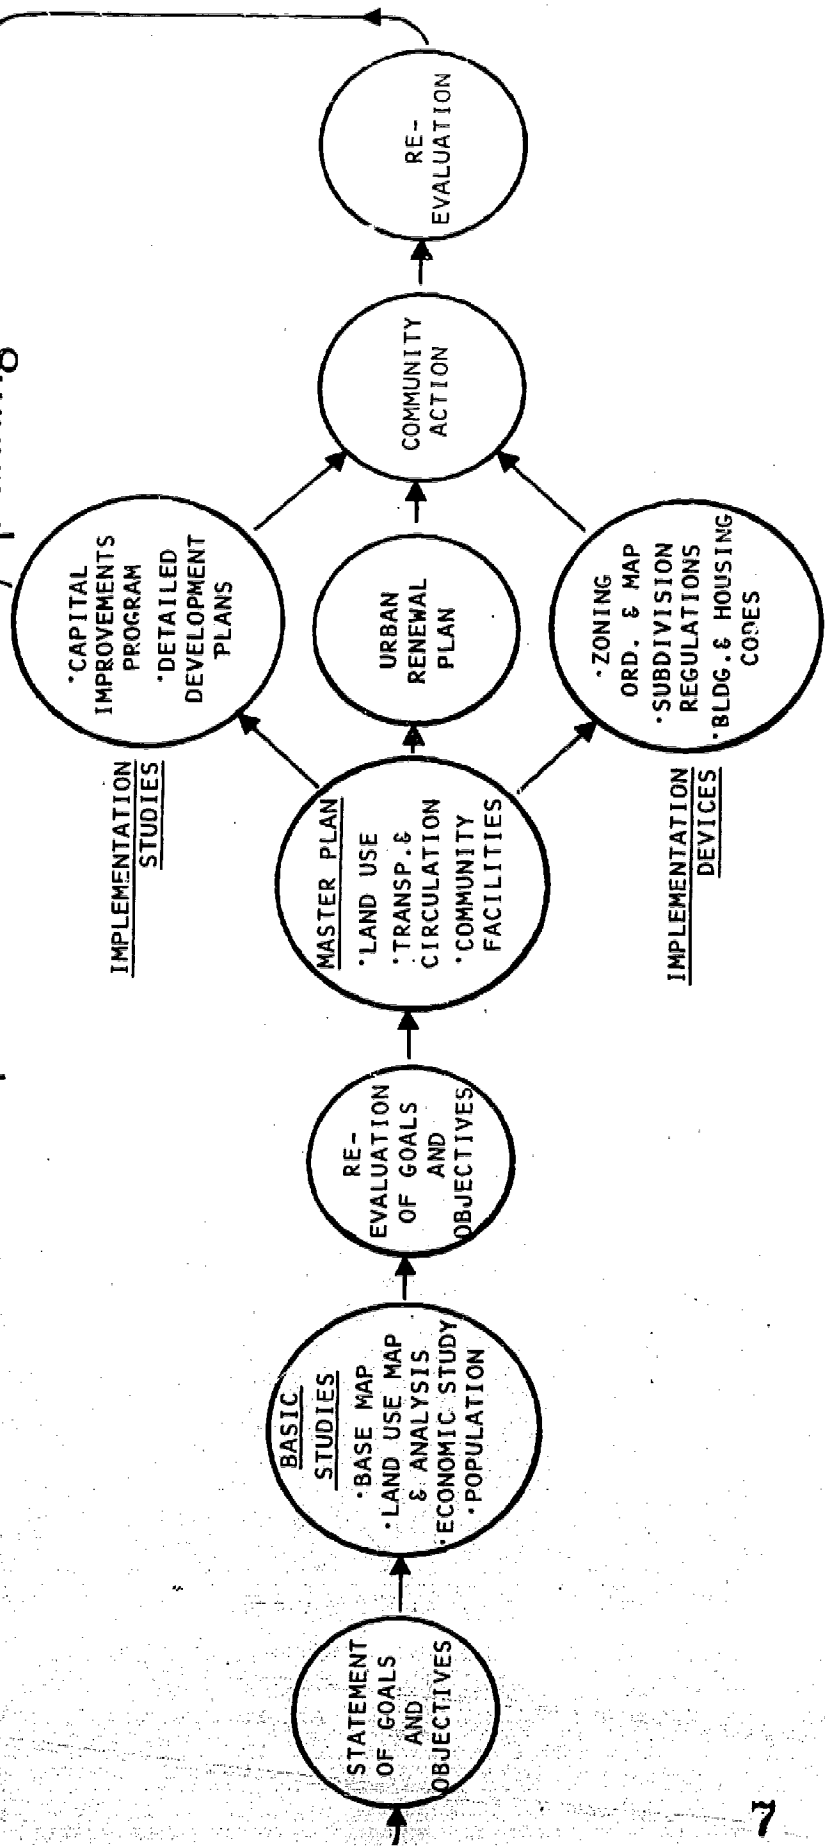 STATEMENT
OF GOALS
AND
OBJECTIVES
BASIC
STUDIES
·BASE MAP
·LAND USE MAP
& ANALYSIS
·ECONOMIC STUDY
·POPULATION
RE-
EVALUATION
OF GOALS
AND
OBJECTIVES
MASTER PLAN
·LAND USE
·TRANSP.&
CIRCULATION
·COMMUNITY
FACILITIES
IMPLEMENTATION
STUDIES
·CAPITAL
IMPROVEMENTS
PROGRAM
·DETAILED
DEVELOPMENT
PLANS
URBAN
RENEWAL
PLAN
IMPLEMENTATION
DEVICES
·ZONING
ORD. & MAP
·SUBDIVISION
REGULATIONS
·BLDG.& HOUSING
CODES
COMMUNITY
ACTION
RE-
EVALUATION
7